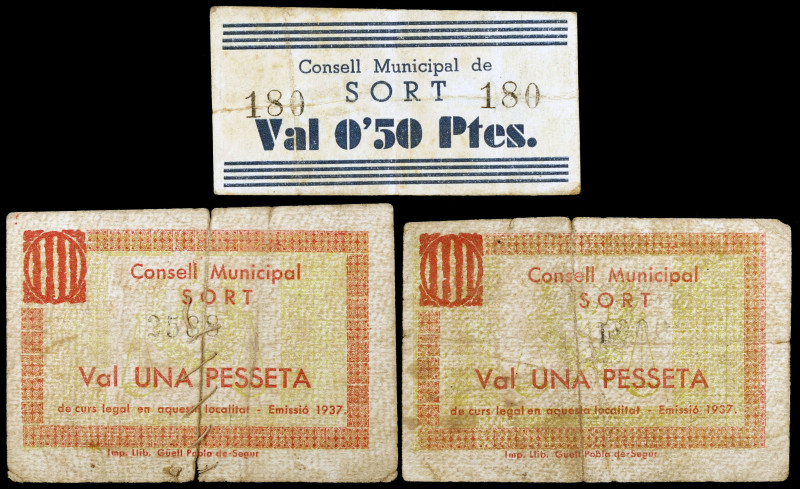 Consell Municipal de
SORT
180 180
Val 0'50 Ptes.
Consell Municipal
SORT
2588
Val UNA PESSETA
de curs legal en aquesta localitat - Emissió 1937.
Imp. Llib. Güell Pobla de Segur
Consell Municipal
SORT
Val UNA PESSETA
de curs legal en aquesta localitat - Emissió 1937.
Imp. Llib. Güell Pobla de Segur